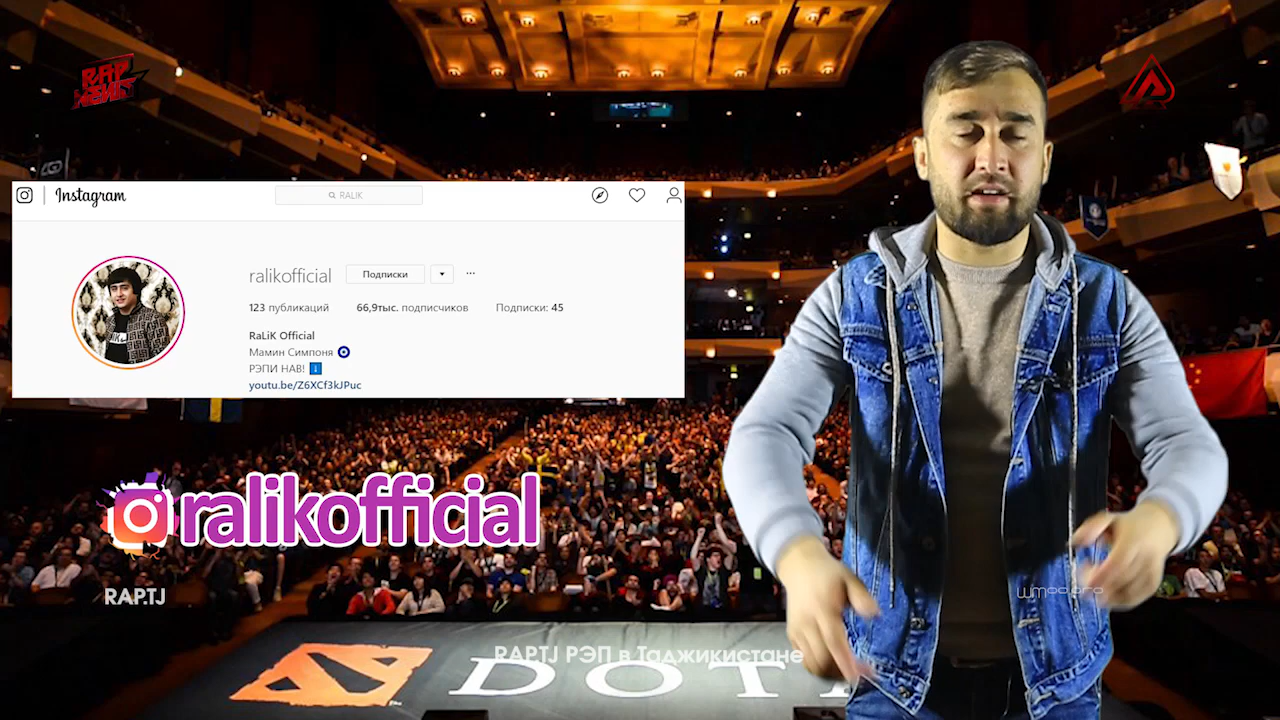 RAP
NEWS
Instagram
RALIK
ralikofficial
Подписки
...
123 публикаций
66,9тыс. подписчиков
Подписки: 45
RaLiK Official
Мамин Симпоня
РЭПИ НАВ!
youtu.be/Z6XCf3kJPuc
ralikofficial
RAP.TJ
RAPTJ РЭП в Таджикистане
DOTA